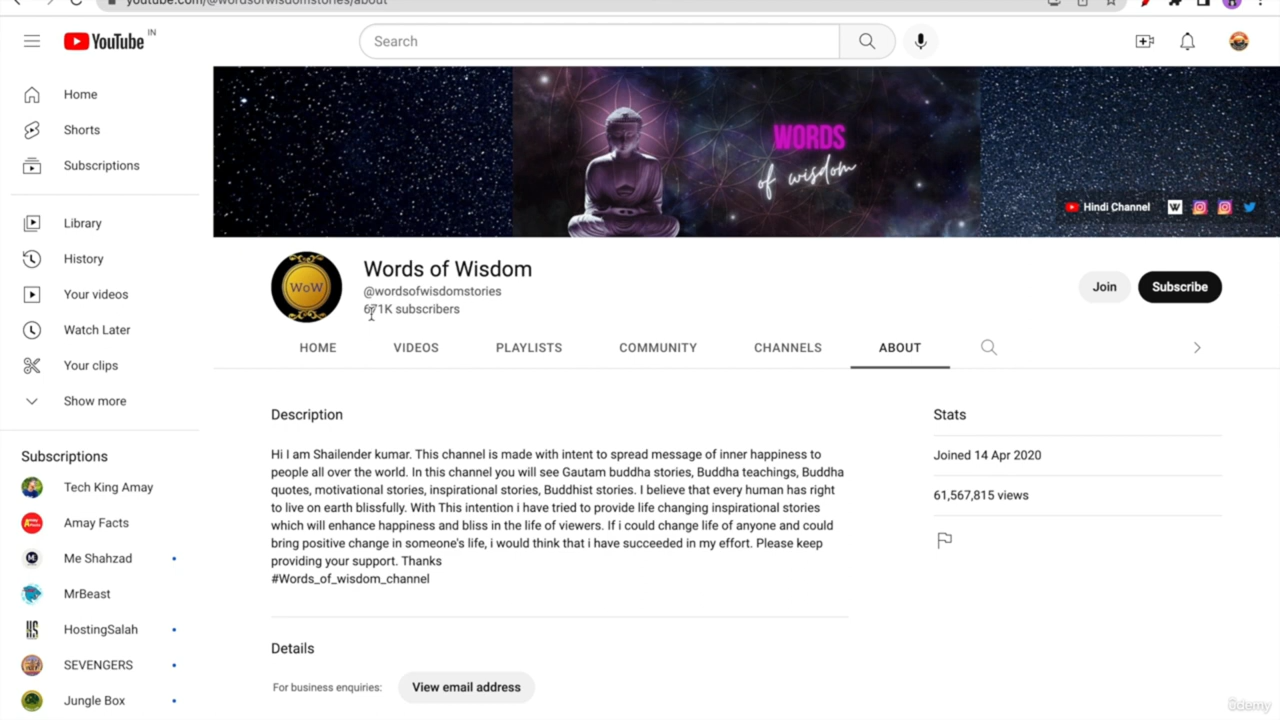 youtube.com/@wordsofwisdomstories/about
YouTube IN
Search
Home
Shorts
Subscriptions
Library
History
Your videos
Watch Later
Your clips
Show more
Subscriptions
Tech King Amay
Amay Facts
Me Shahzad
MrBeast
HostingSalah
SEVENGERS
Jungle Box
WORDS
of wisdom
Hindi Channel
WoW
Words of Wisdom
@wordsofwisdomstories
671K subscribers
Join
Subscribe
HOME VIDEOS PLAYLISTS COMMUNITY CHANNELS ABOUT
Description
Hi I am Shailender kumar. This channel is made with intent to spread message of inner happiness to
people all over the world. In this channel you will see Gautam buddha stories, Buddha teachings, Buddha
quotes, motivational stories, inspirational stories, Buddhist stories. I believe that every human has right
to live on earth blissfully. With This intention i have tried to provide life changing inspirational stories
which will enhance happiness and bliss in the life of viewers. If i could change life of anyone and could
bring positive change in someone's life, i would think that i have succeeded in my effort. Please keep
providing your support. Thanks
#Words_of_wisdom_channel
Details
For business enquiries: View email address
Stats
Joined 14 Apr 2020
61,567,815 views
ûdemy